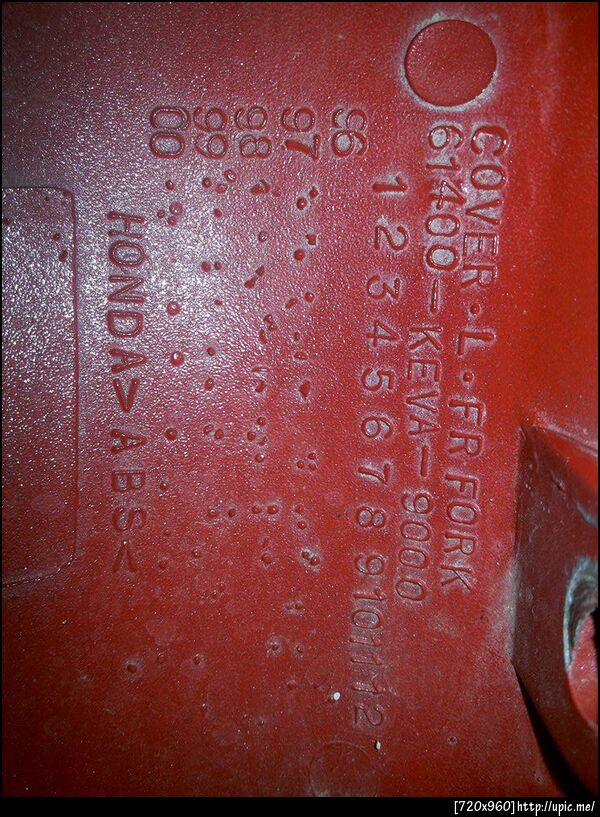 COVER・L・FR FORK
61400-KEVA-9000
1 2 3 4 5 6 7 8 9 10 11 12
96
97
98
99
00
HONDA >ABS<
[720x960]http://upic.me/